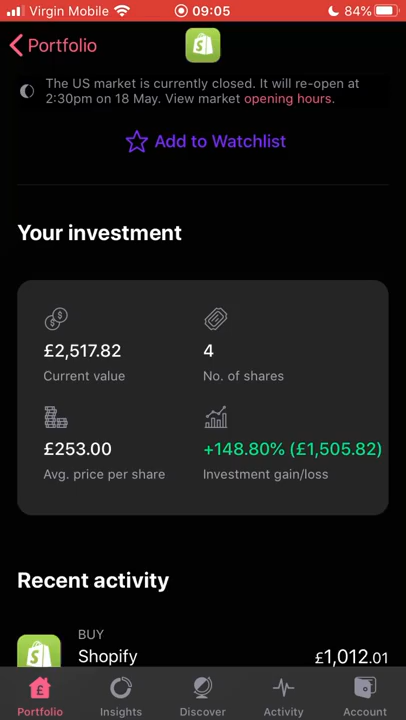 Virgin Mobile 09:05 84%
Portfolio
The US market is currently closed. It will re-open at
2:30pm on 18 May. View market opening hours.
Add to Watchlist
Your investment
£2,517.82 4
Current value No. of shares
£253.00 +148.80% (£1,505.82)
Avg. price per share Investment gain/loss
Recent activity
BUY
Shopify £1,012.01
Portfolio Insights Discover Activity Account